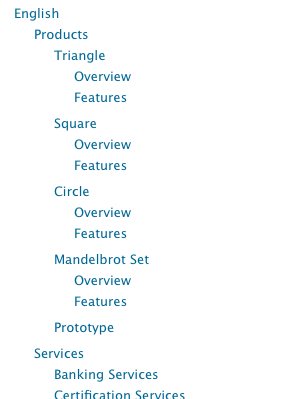 English
Products
Triangle
Overview
Features
Square
Overview
Features
Circle
Overview
Features
Mandelbrot Set
Overview
Features
Prototype
Services
Banking Services
Certification Services